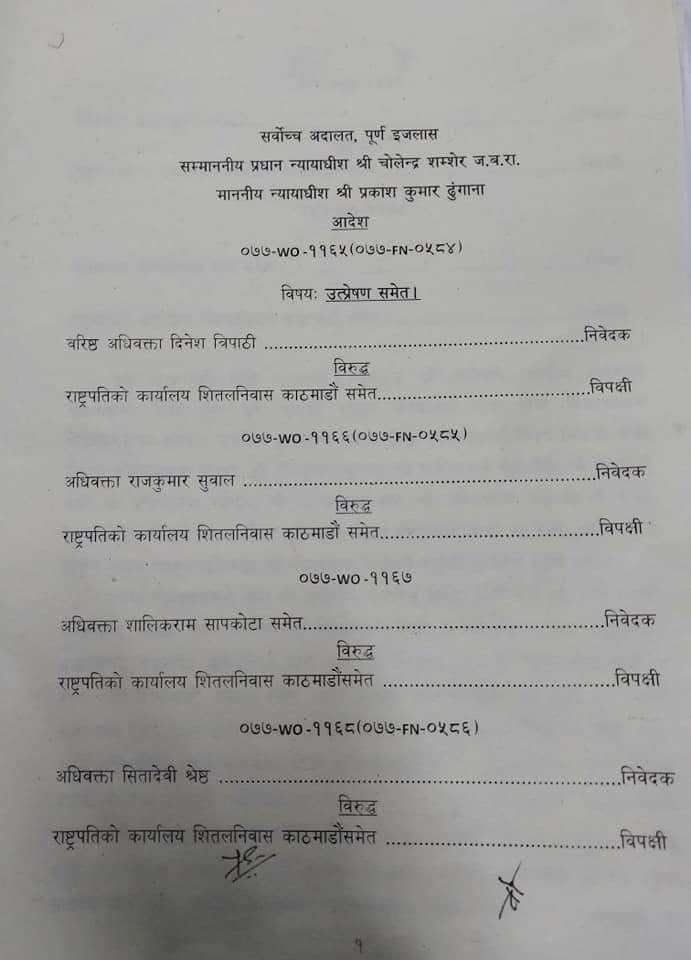 सर्वोच्च अदालत, पूर्ण इजलास
सम्माननीय प्रधान न्यायाधीश श्री चोलेन्द्र शम्शेर ज.ब.रा.
माननीय न्यायाधीश श्री प्रकाश कुमार ढुंगाना
आदेश
०७७-WO-११६५(०७७-FN-०५८४)
विषयः उत्प्रेषण समेत।
वरिष्ठ अधिवक्ता दिनेश त्रिपाठी ................................................निवेदक
विरुद्ध
राष्ट्रपतिको कार्यालय शितलनिवास काठमाडौं समेत................................विपक्षी
०७७-WO-११६६(०७७-FN-०५८५)
अधिवक्ता राजकुमार सुवाल ....................................................निवेदक
विरुद्ध
राष्ट्रपतिको कार्यालय शितलनिवास काठमाडौं समेत................................विपक्षी
०७७-WO-११६७
अधिवक्ता शालिकराम सापकोटा समेत.............................................निवेदक
विरुद्ध
राष्ट्रपतिको कार्यालय शितलनिवास काठमाडौंसमेत ..................................विपक्षी
०७७-WO-११६८(०७७-FN-०५८६)
अधिवक्ता सितादेवी श्रेष्ठ ............................................................निवेदक
विरुद्ध
राष्ट्रपतिको कार्यालय शितलनिवास काठमाडौंसमेत ..................................विपक्षी
१